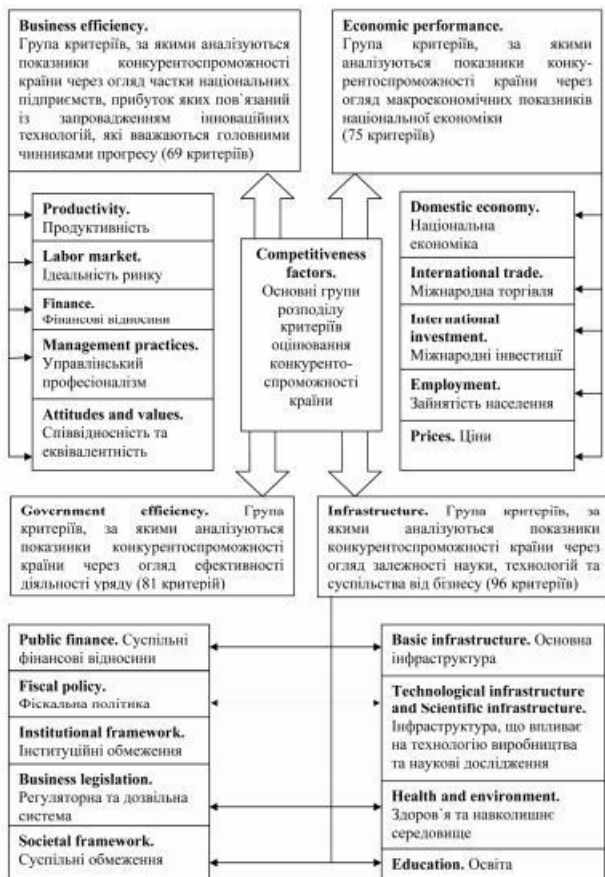 Business efficiency.
Група критеріїв, за якими аналізуються
показники конкурентоспроможності
країни через огляд частки національних
підприємств, прибуток яких пов`язаний
із запровадженням інноваційних
технологій, які вважаються головними
чинниками прогресу (69 критеріїв)
Economic performance.
Група критеріїв, за якими
аналізуються показники конку-
рентоспроможності країни через
огляд макроекономічних показників
національної економіки
(75 критеріїв)
Productivity.
Продуктивність
Labor market.
Ідеальність ринку
Finance.
Фінансові відносини
Management practices.
Управлінський
професіоналізм
Attitudes and values.
Співвідносність та
еквівалентність
Competitiveness
factors.
Основні групи
розподілу
критеріїв
оцінювання
конкуренто-
спроможності
країни
Domestic economy.
Національна
економіка
International trade.
Міжнародна торгівля
International
investment.
Міжнародні інвестиції
Employment.
Зайнятість населення
Prices. Ціни
Government efficiency. Група
критеріїв, за якими аналізуються
показники конкурентоспроможності
країни через огляд ефективності
діяльності уряду (81 критерій)
Infrastructure. Група критеріїв, за
якими аналізуються показники
конкурентоспроможності країни через
огляд залежності науки, технологій та
суспільства від бізнесу (96 критеріїв)
Public finance. Суспільні
фінансові відносини
Fiscal policy.
Фіскальна політика
Institutional framework.
Інституційні обмеження
Business legislation.
Регуляторна та дозвільна
система
Societal framework.
Суспільні обмеження
Basic infrastructure. Основна
інфраструктура
Technological infrastructure
and Scientific infrastructure.
Інфраструктура, що впливає
на технологію виробництва
та наукові дослідження
Health and environment.
Здоров`я та навколишнє
середовище
Education. Освіта